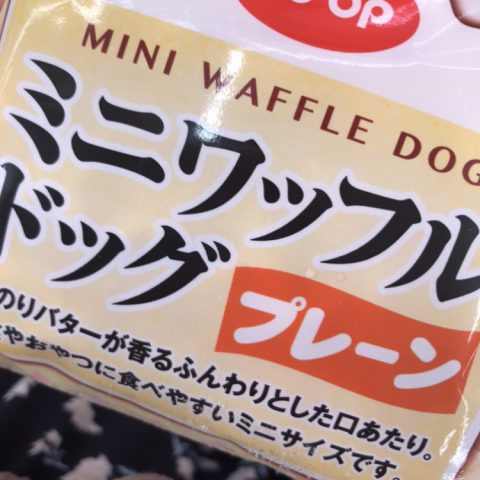 op
MINI WAFFLE DOG
ミニワッフル
ドッグ
プレーン
のりバターが香るふんわりとした口あたり。
やおやつに食べやすいミニサイズです。